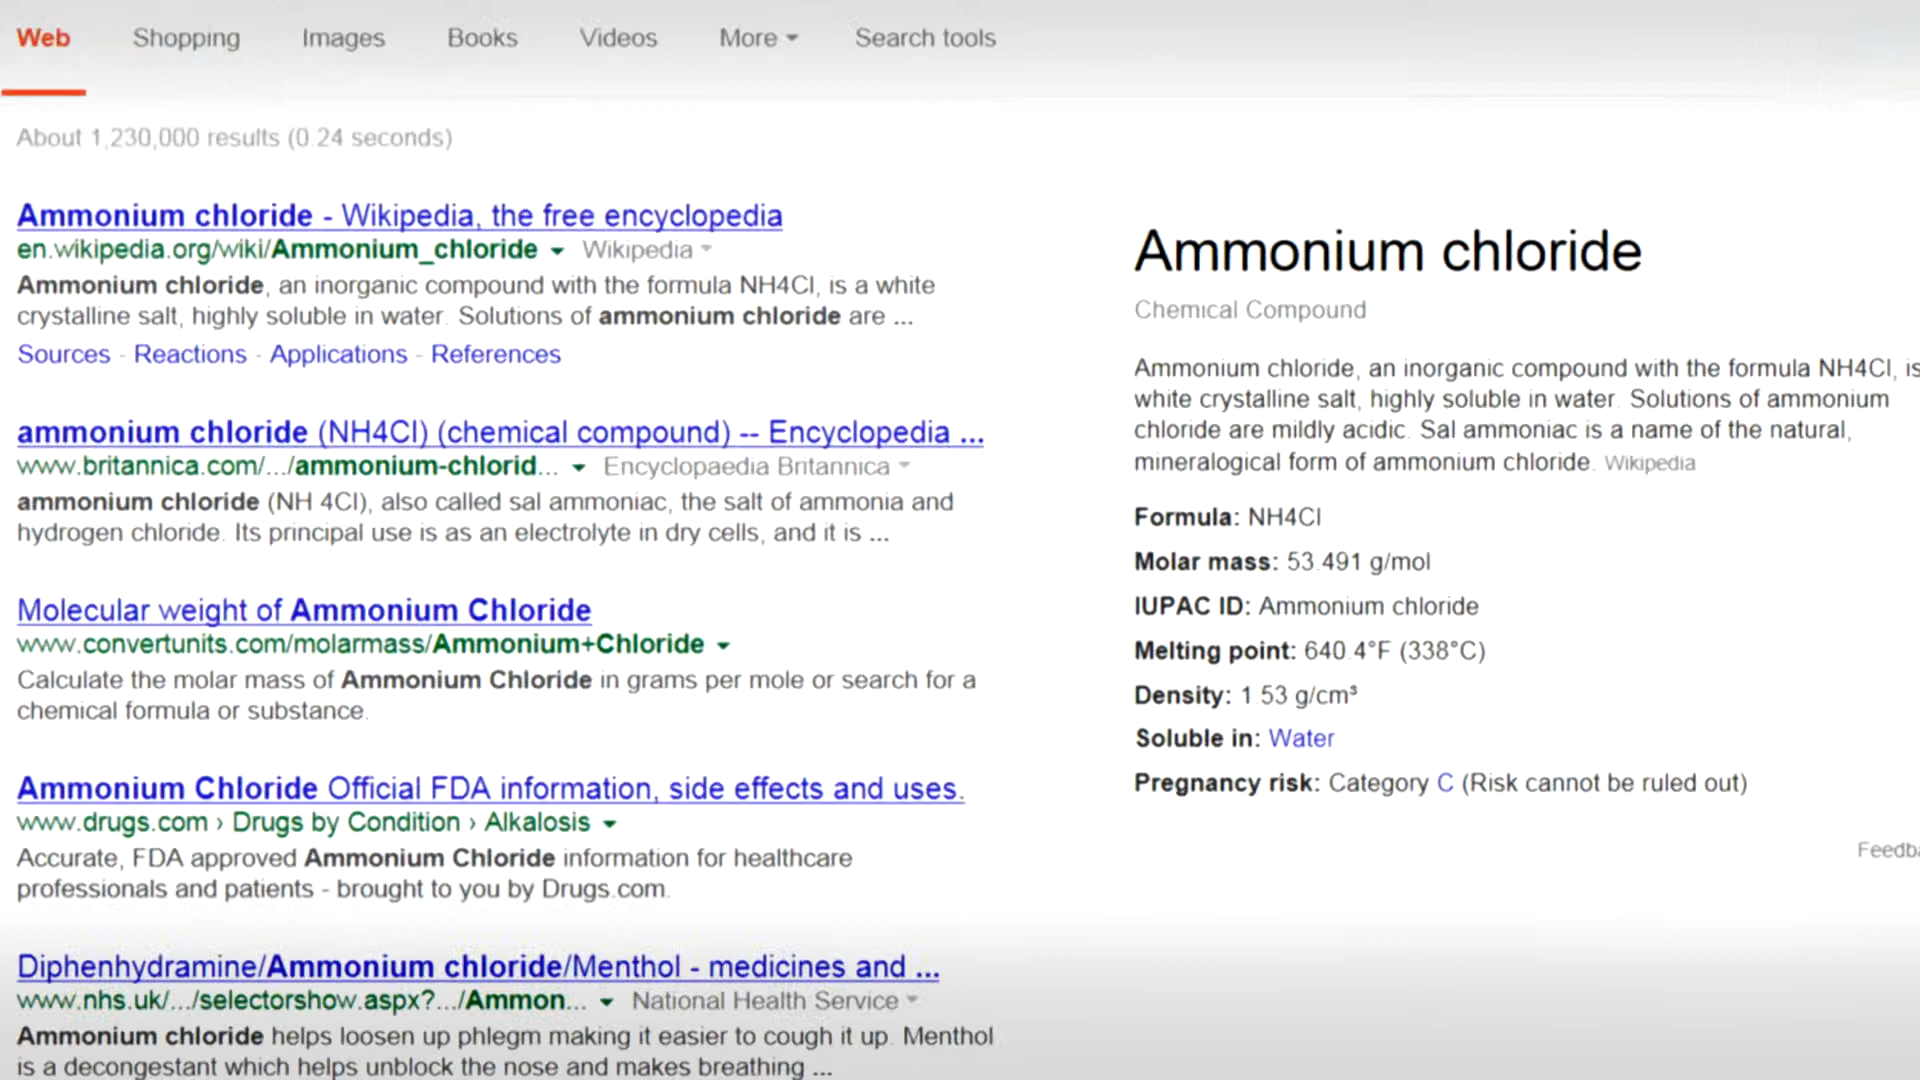 Web Shopping Images Books Videos More Search tools
About 1,230,000 results (0.24 seconds)
Ammonium chloride - Wikipedia, the free encyclopedia
en.wikipedia.org/wiki/Ammonium_chloride Wikipedia
Ammonium chloride, an inorganic compound with the formula NH4Cl, is a white
crystalline salt, highly soluble in water. Solutions of ammonium chloride are ...
Sources - Reactions - Applications - References
ammonium chloride (NH4Cl) (chemical compound) -- Encyclopedia ...
www.britannica.com/.../ammonium-chlorid... Encyclopaedia Britannica
ammonium chloride (NH 4Cl), also called sal ammoniac, the salt of ammonia and
hydrogen chloride. Its principal use is as an electrolyte in dry cells, and it is ...
Molecular weight of Ammonium Chloride
www.convertunits.com/molarmass/Ammonium+Chloride
Calculate the molar mass of Ammonium Chloride in grams per mole or search for a
chemical formula or substance.
Ammonium Chloride Official FDA information, side effects and uses.
www.drugs.com › Drugs by Condition › Alkalosis
Accurate, FDA approved Ammonium Chloride information for healthcare
professionals and patients - brought to you by Drugs.com.
Diphenhydramine/Ammonium chloride/Menthol - medicines and ...
www.nhs.uk/.../selectorshow.aspx?.../Ammon... National Health Service
Ammonium chloride helps loosen up phlegm making it easier to cough it up. Menthol
is a decongestant which helps unblock the nose and makes breathing ...
Ammonium chloride
Chemical Compound
Ammonium chloride, an inorganic compound with the formula NH4Cl, is
white crystalline salt, highly soluble in water. Solutions of ammonium
chloride are mildly acidic. Sal ammoniac is a name of the natural,
mineralogical form of ammonium chloride. Wikipedia
Formula: NH4Cl
Molar mass: 53.491 g/mol
IUPAC ID: Ammonium chloride
Melting point: 640.4°F (338°C)
Density: 1.53 g/cm³
Soluble in: Water
Pregnancy risk: Category C (Risk cannot be ruled out)
Feedba